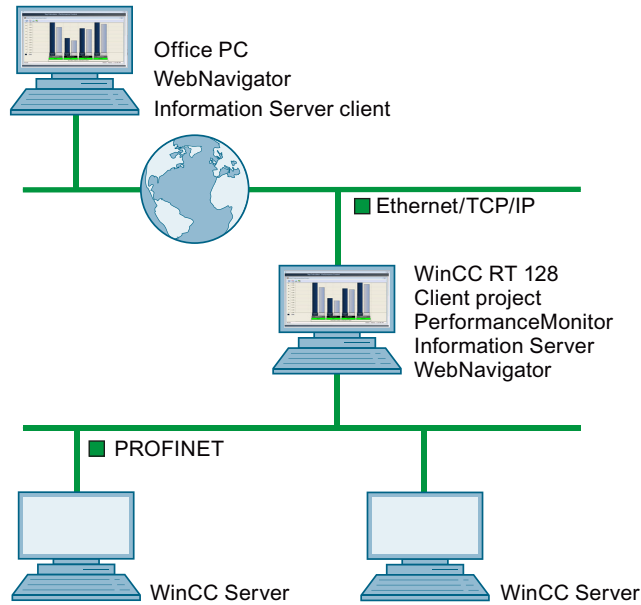 Office PC
WebNavigator
Information Server client
Ethernet/TCP/IP
WinCC RT 128
Client project
PerformanceMonitor
Information Server
WebNavigator
PROFINET
WinCC Server
WinCC Server